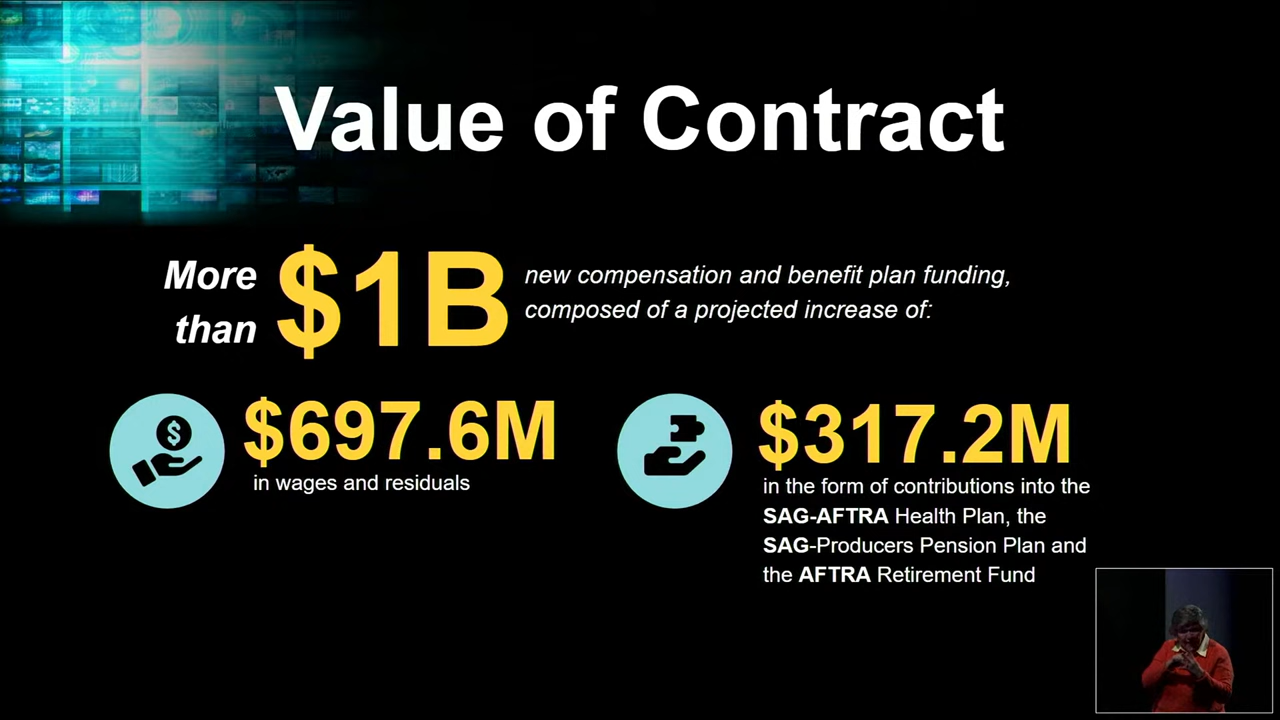 Value of Contract
More
than
$1B
new compensation and benefit plan funding,
composed of a projected increase of:
$697.6M
in wages and residuals
$317.2M
in the form of contributions into the
SAG-AFTRA Health Plan, the
SAG-Producers Pension Plan and
the AFTRA Retirement Fund